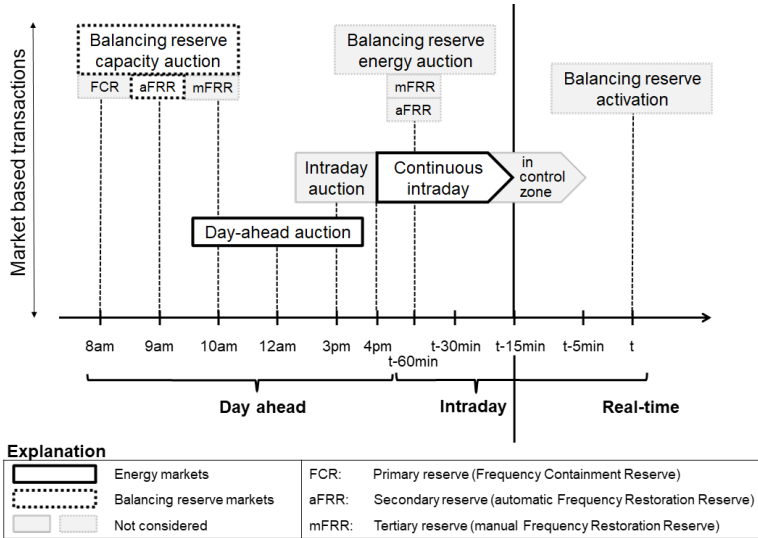 Market based transactions
Balancing reserve
capacity auction
FCR
aFRR
mFRR
Balancing reserve
energy auction
mFRR
aFRR
Balancing reserve
activation
Intraday
auction
Continuous
intraday
in
control
zone
Day-ahead auction
8am
9am
10am
12am
3pm
4pm
t-60min
t-30min
t-15min
t-5min
t
Day ahead
Intraday
Real-time
Explanation
Energy markets
Balancing reserve markets
Not considered
FCR: Primary reserve (Frequency Containment Reserve)
aFRR: Secondary reserve (automatic Frequency Restoration Reserve)
mFRR: Tertiary reserve (manual Frequency Restoration Reserve)